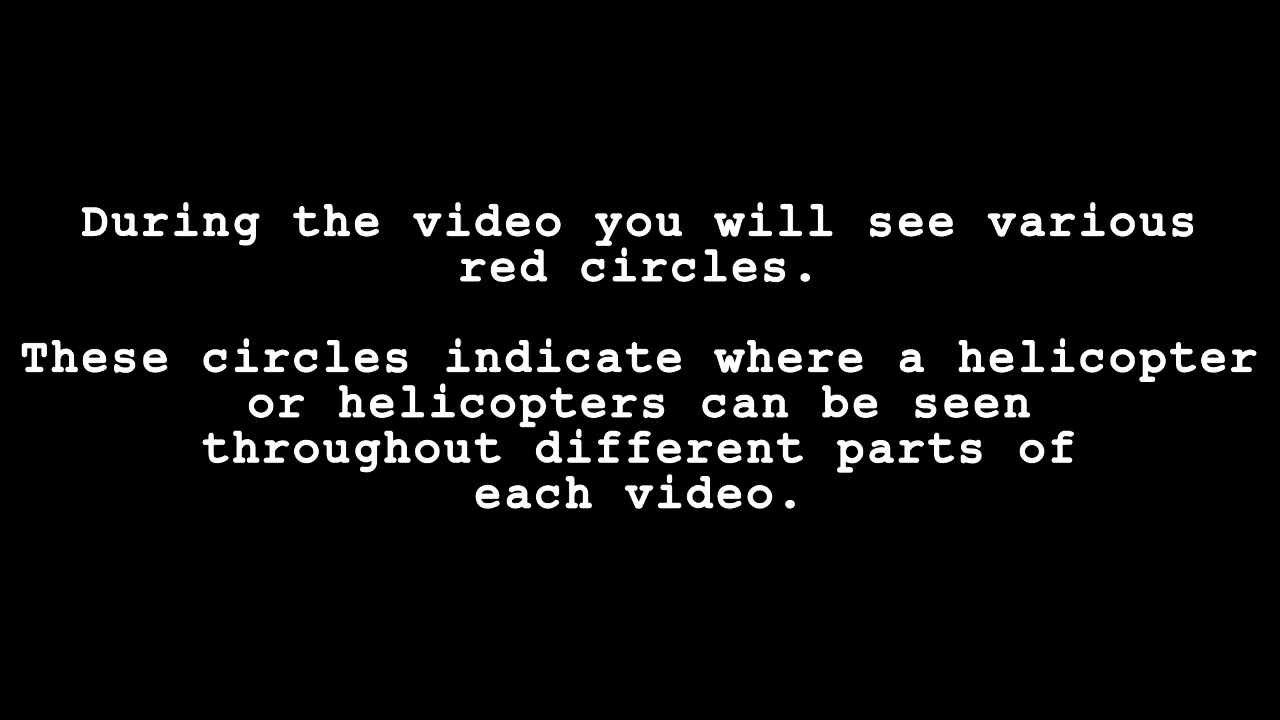 During the video you will see various
red circles.
These circles indicate where a helicopter
or helicopters can be seen
throughout different parts of
each video.